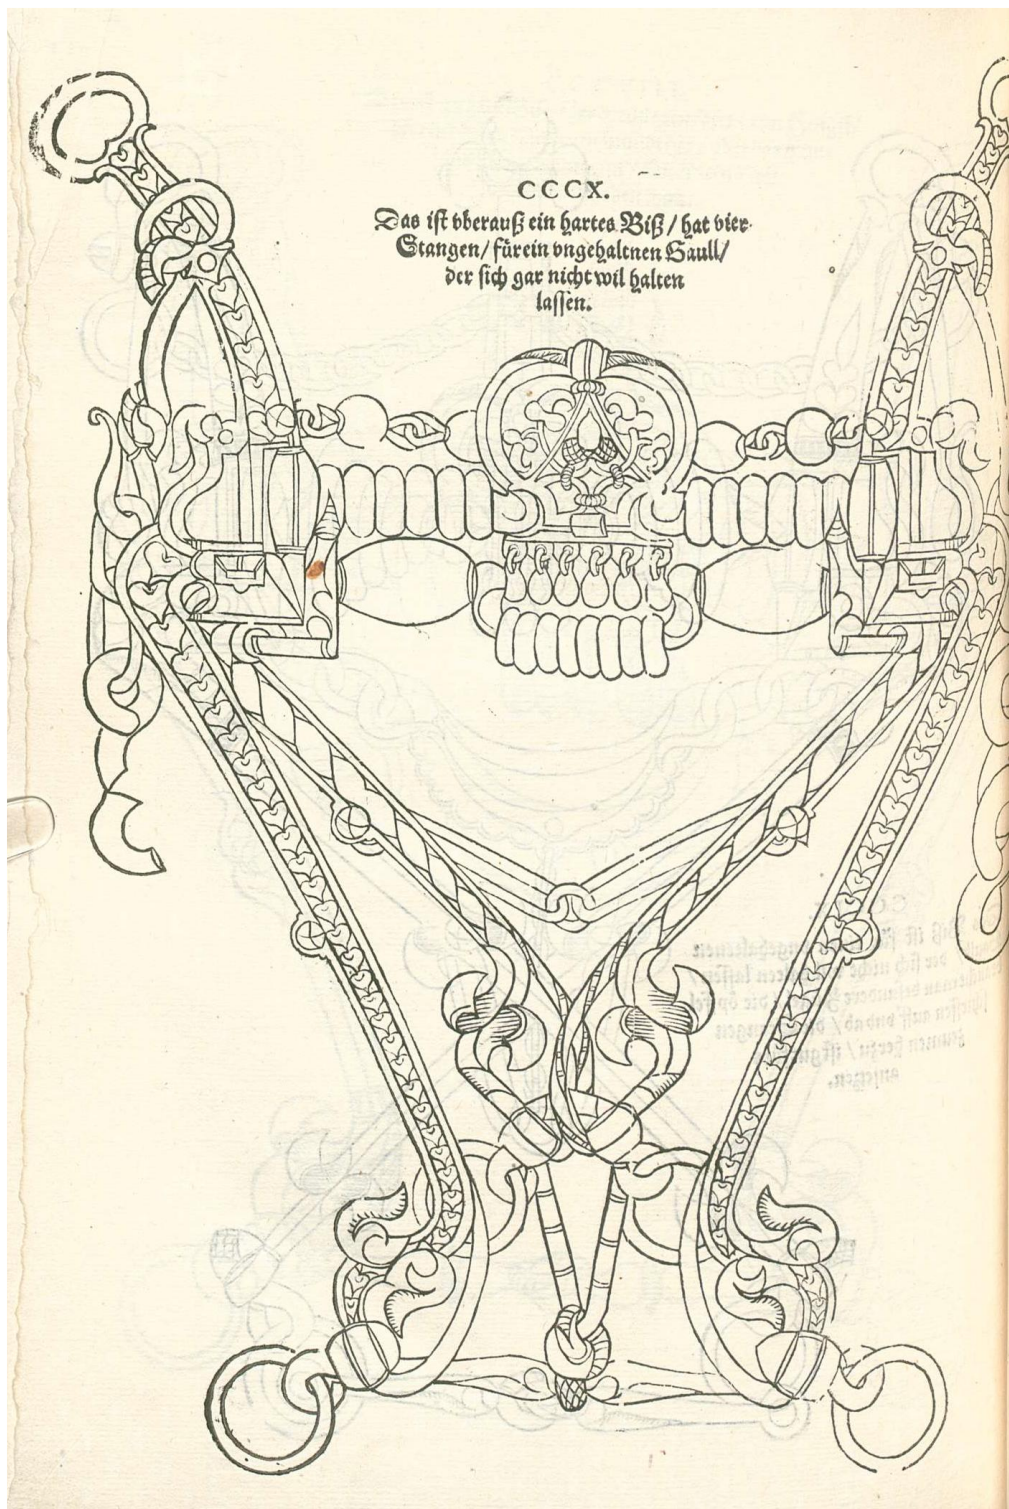 CCCX.
Das ist vberauß ein hartes Biß / hat vier
Stangen / für ein vngehaltnen Gaull /
der sich gar nicht wil halten
lassen.